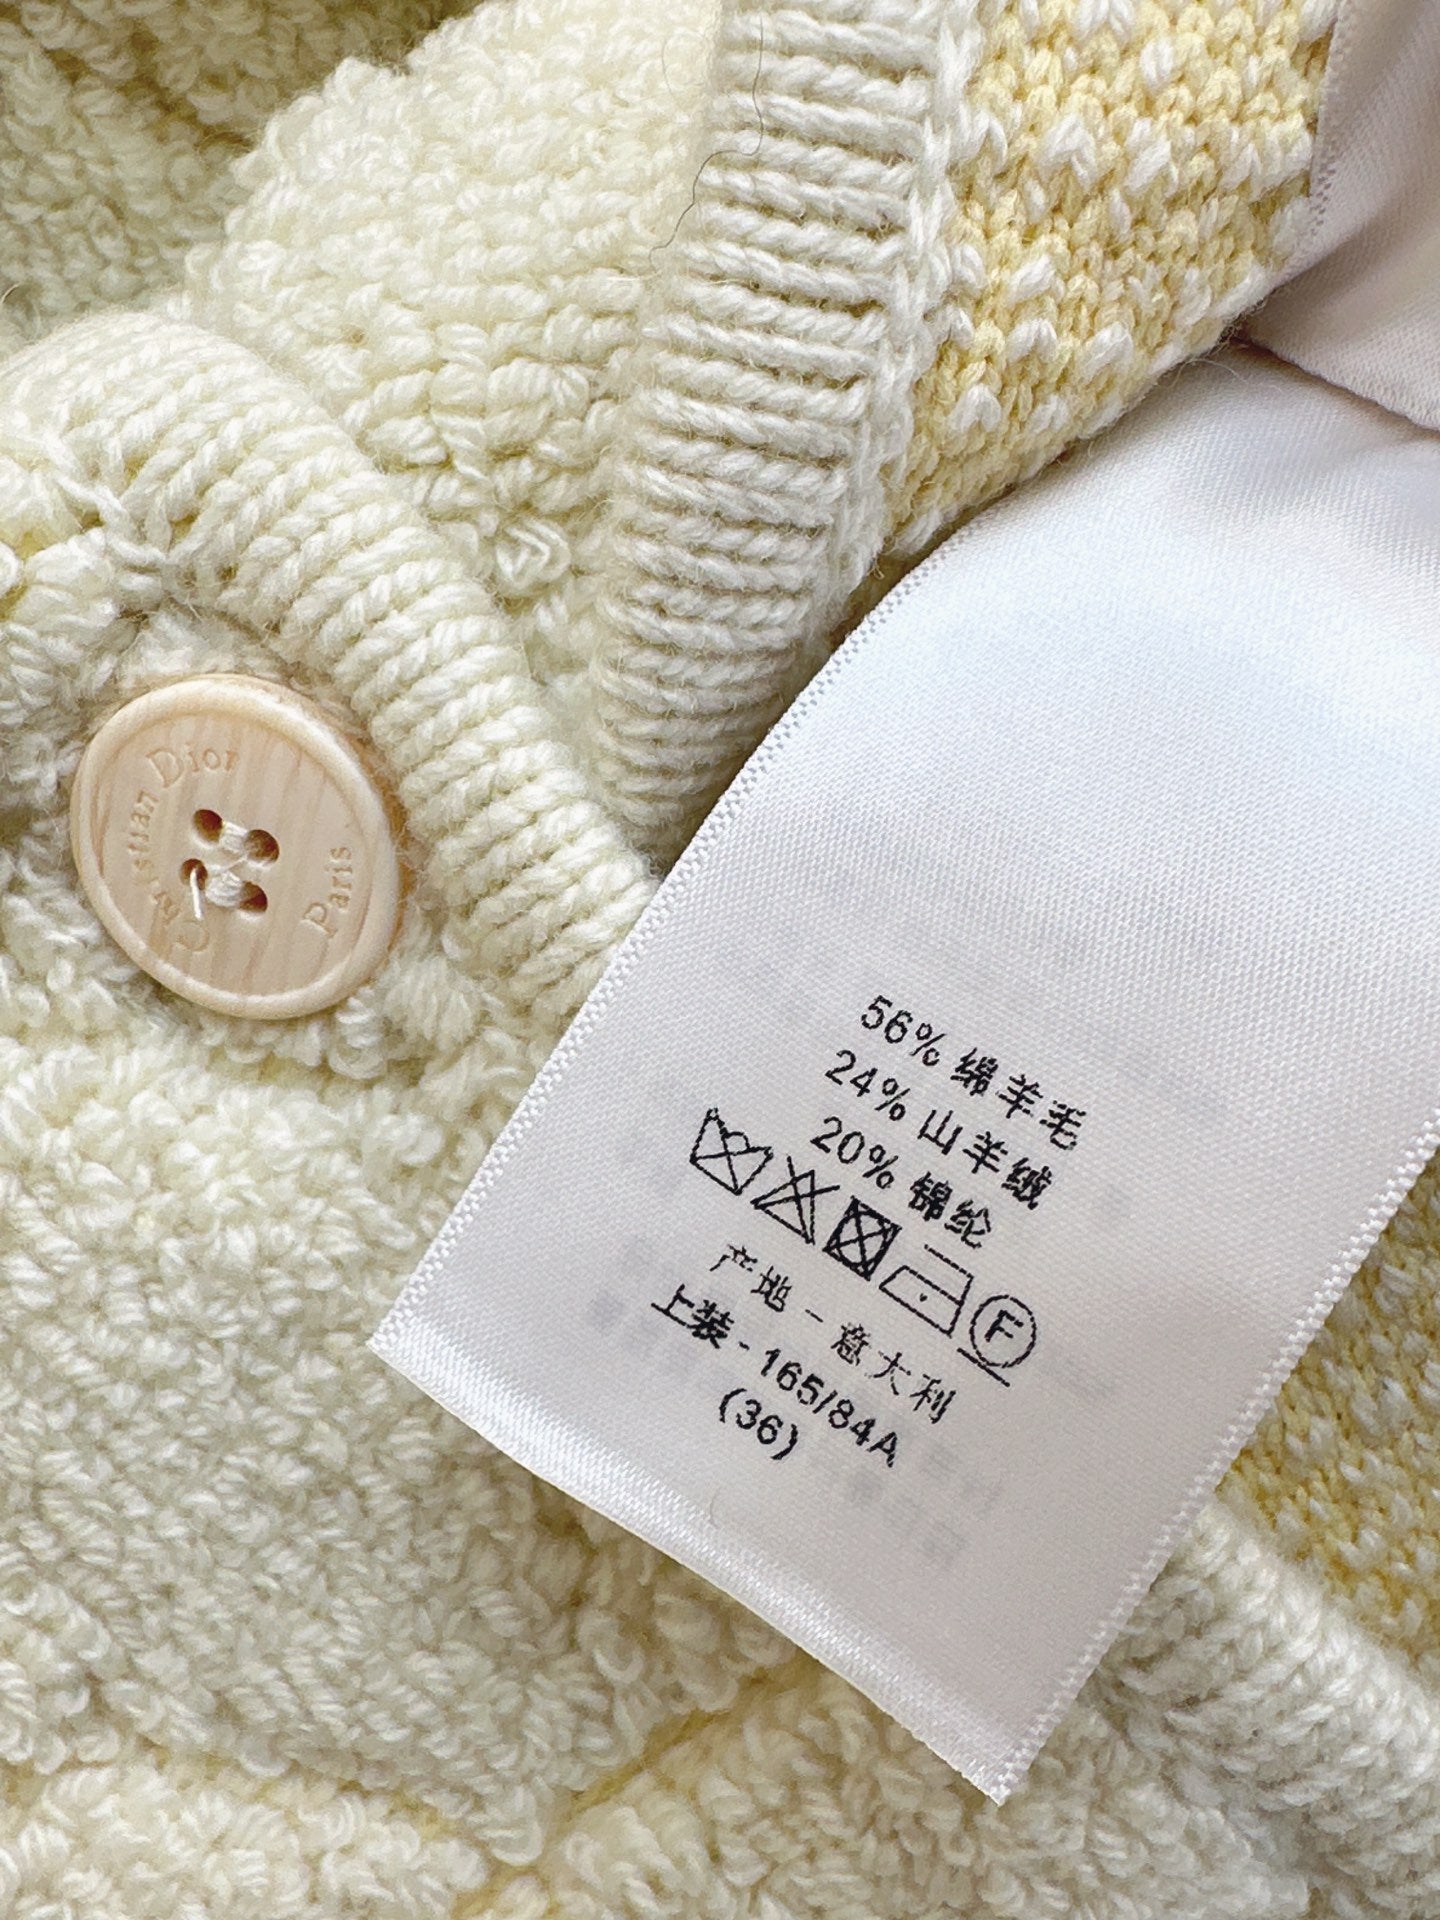 Christian Dior
Paris
56% 绵羊毛
24% 山羊绒
20% 锦纶
F
产地 - 意大利
上装 - 165/84A
(36)